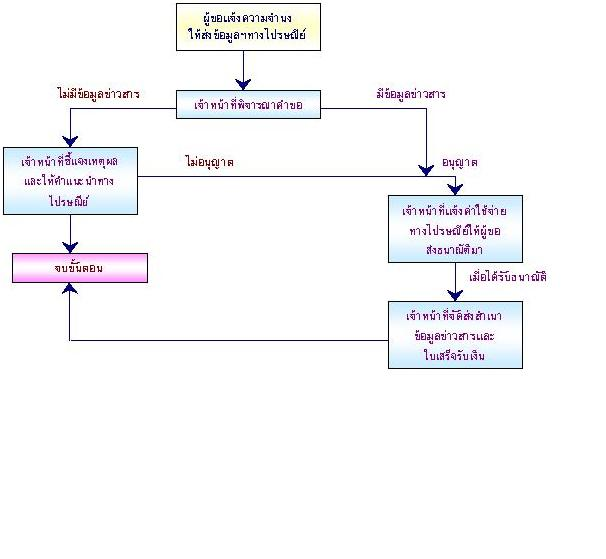 ผู้ขอแจ้งความจำนง
ให้ส่งข้อมูลฯทางไปรษณีย์
ไม่มีข้อมูลข่าวสาร
เจ้าหน้าที่พิจารณาคำขอ
มีข้อมูลข่าวสาร
เจ้าหน้าที่ชี้แจงเหตุผล
และให้คำแนะนำทาง
ไปรษณีย์
ไม่อนุญาต
อนุญาต
เจ้าหน้าที่แจ้งค่าใช้จ่าย
ทางไปรษณีย์ให้ผู้ขอ
ส่งธนาณัติมา
จบขั้นตอน
เมื่อได้รับธนาณัติ
เจ้าหน้าที่จัดส่งสำเนา
ข้อมูลข่าวสารและ
ใบเสร็จรับเงิน